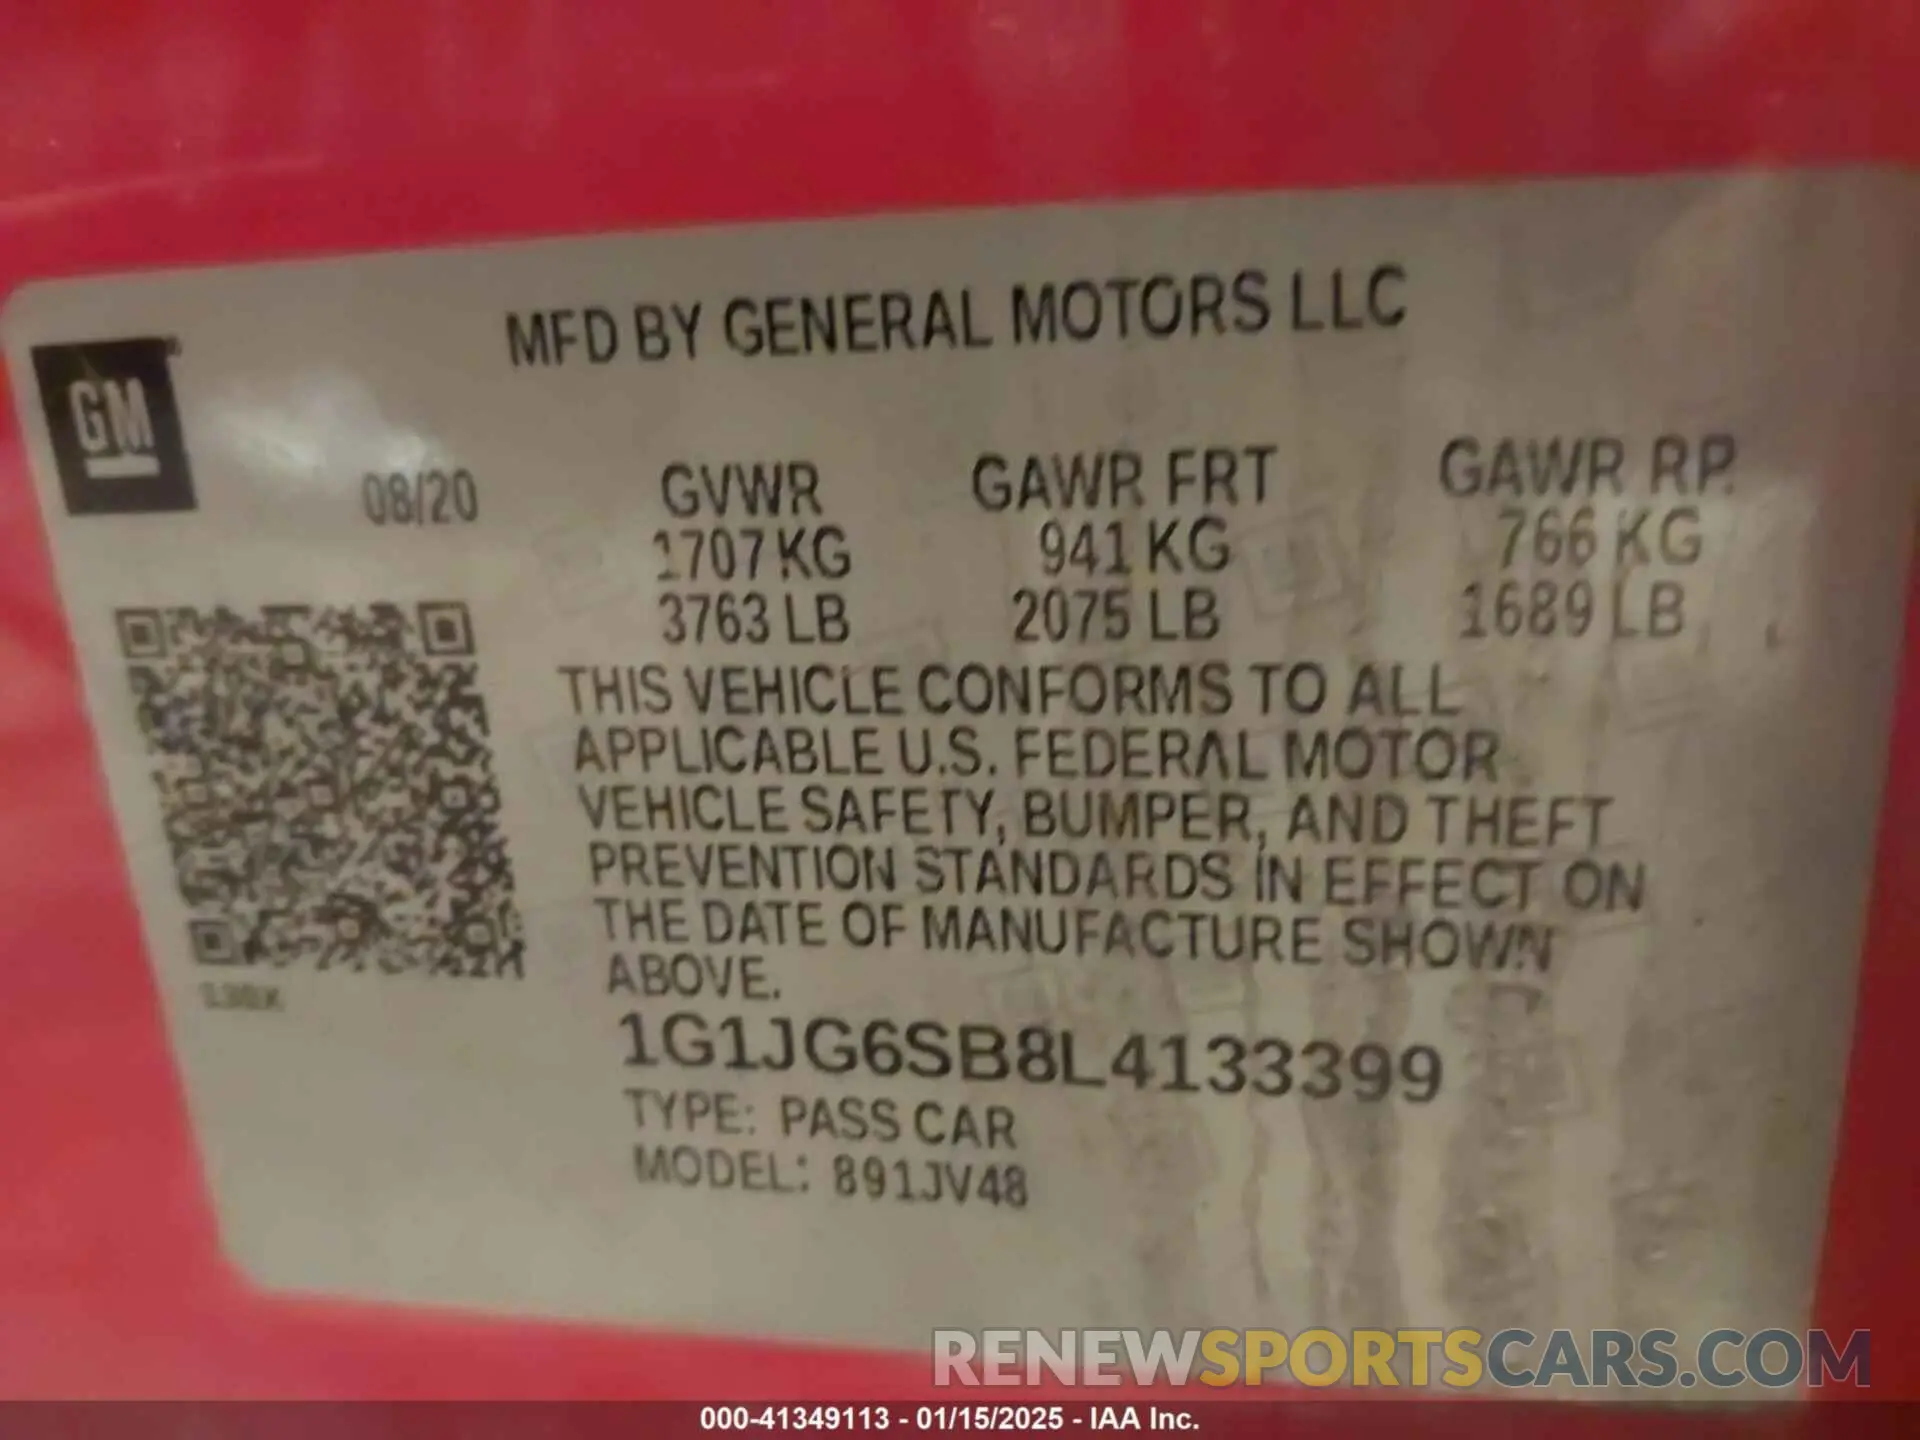 MFD BY GENERAL MOTORS LLC
GM
08/20 GVWR GAWR FRT GAWR RR
1707 KG 941 KG 766 KG
3763 LB 2075 LB 1689 LB
THIS VEHICLE CONFORMS TO ALL
APPLICABLE U.S. FEDERAL MOTOR
VEHICLE SAFETY, BUMPER, AND THEFT
PREVENTION STANDARDS IN EFFECT ON
THE DATE OF MANUFACTURE SHOWN
ABOVE.
1G1JG6SB8L4133399
TYPE: PASS CAR
MODEL: 891JV48
RENEWSPORTSCARS.COM
000-41349113 - 01/15/2025 - IAA Inc.